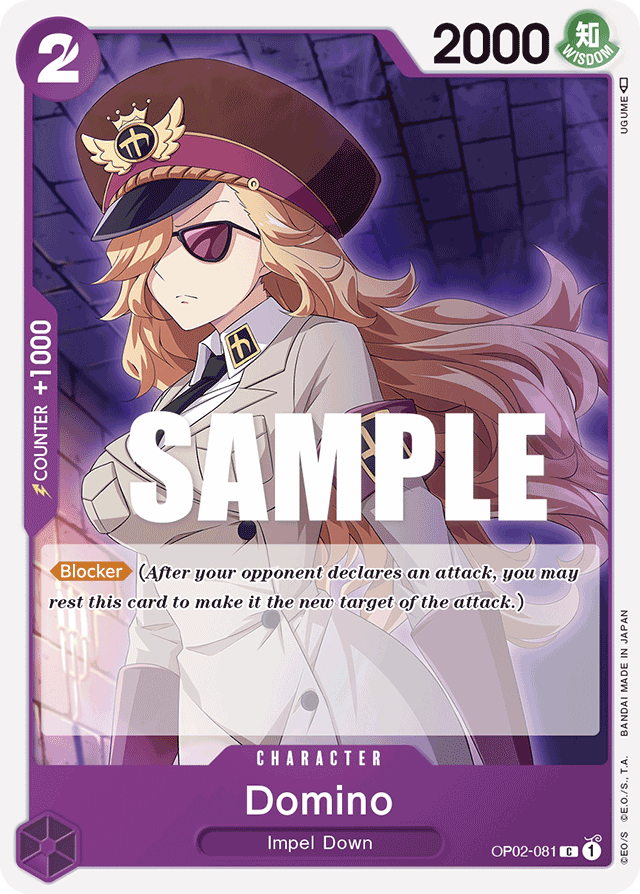 2
2000
知
WISDOM
UGUME
COUNTER +1000
SAMPLE
Blocker (After your opponent declares an attack, you may
rest this card to make it the new target of the attack.)
CHARACTER
Domino
Impel Down
OP02-081 C 1
©EO/S ©E.O./S., T.A. BANDAI MADE IN JAPAN